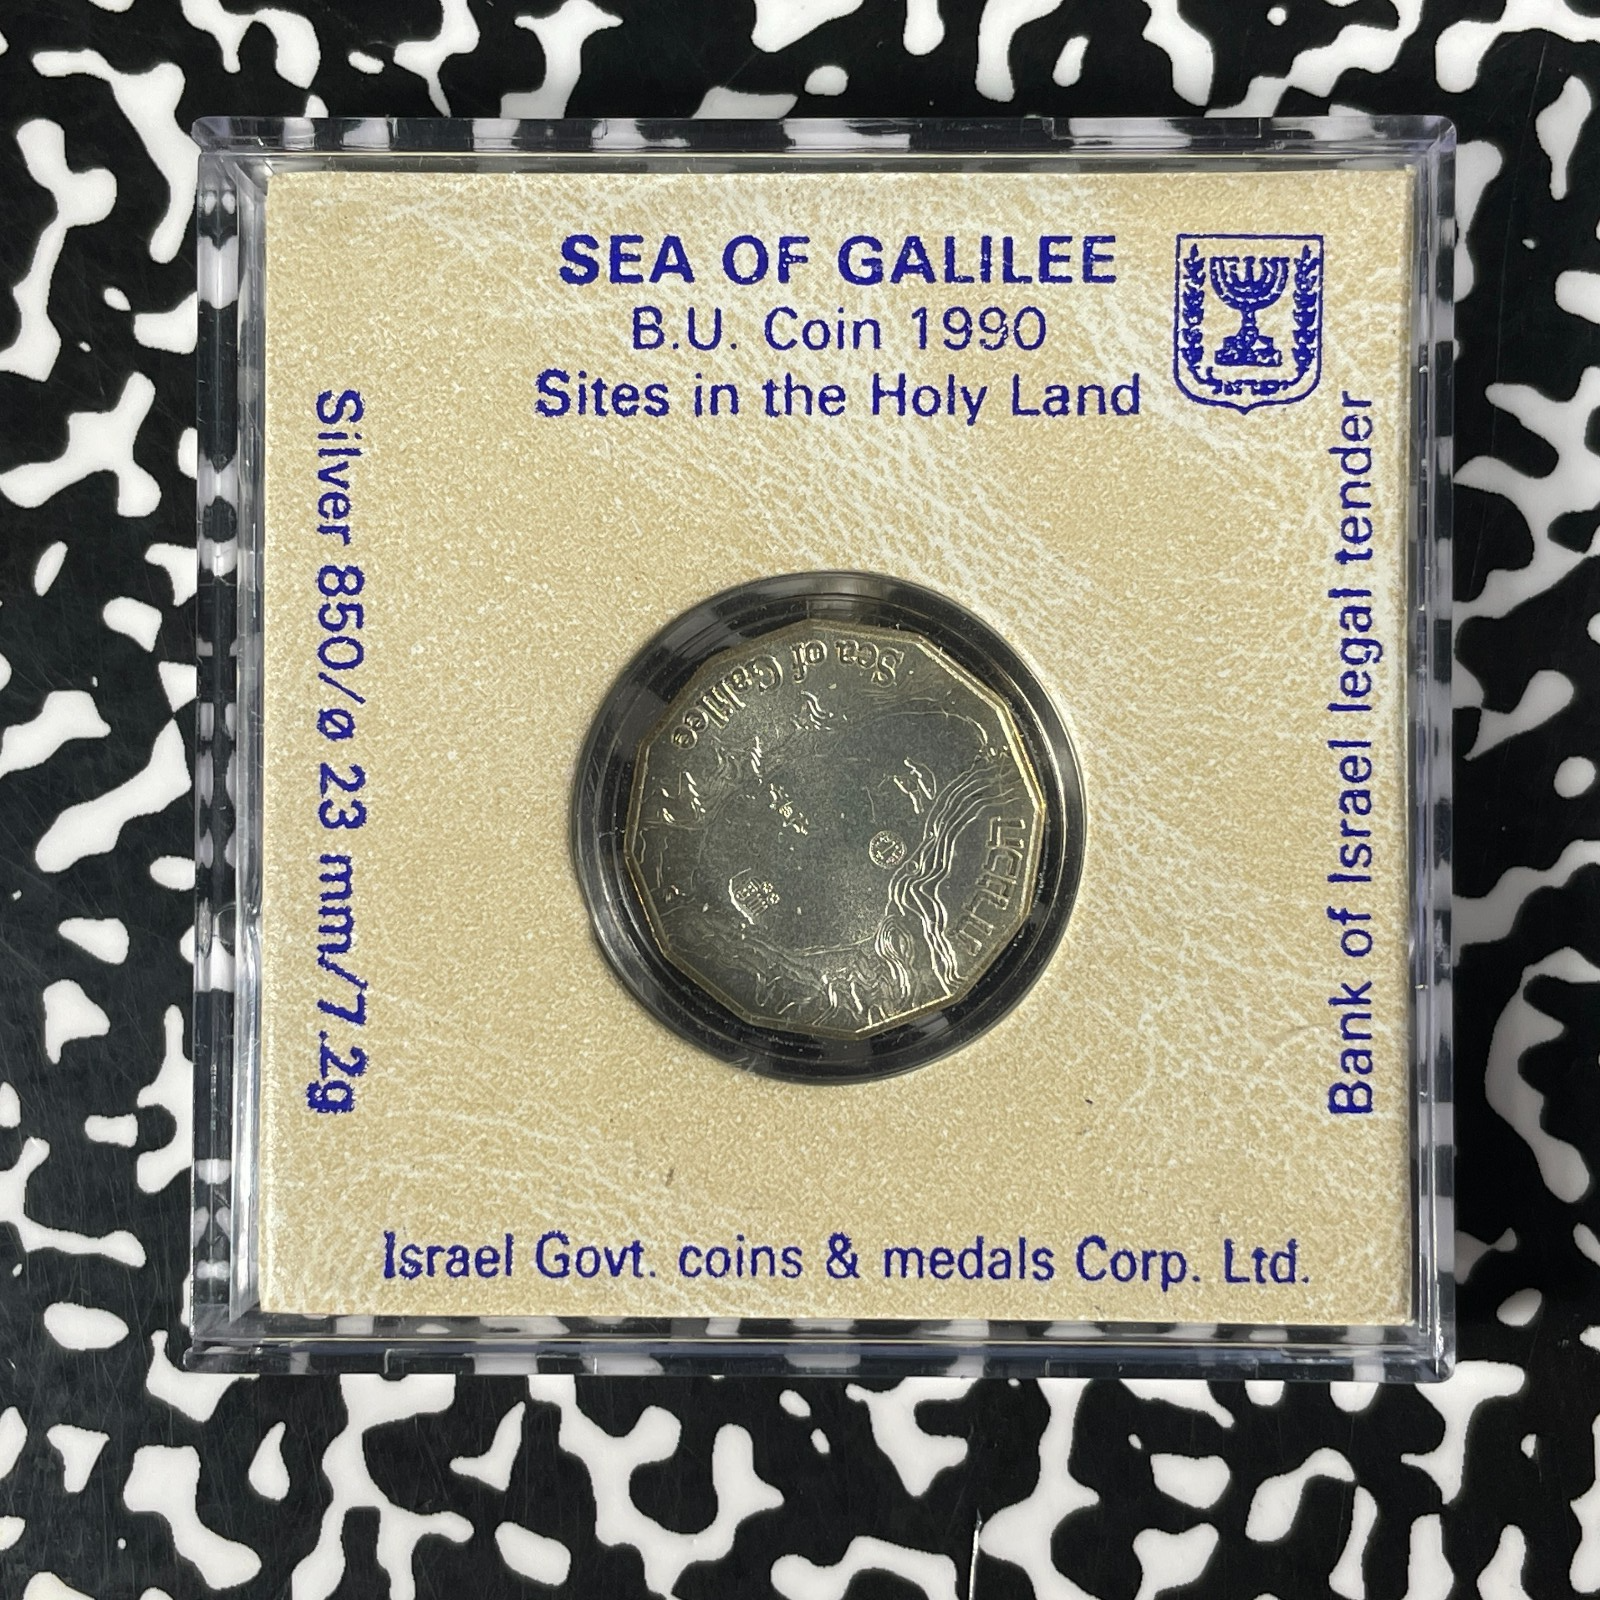 SEA OF GALILEE
B.U. Coin 1990
Sites in the Holy Land
Silver 850/ø 23 mm/7.2g
Bank of Israel legal tender
Sea of Galilee
Israel Govt. coins & medals Corp. Ltd.